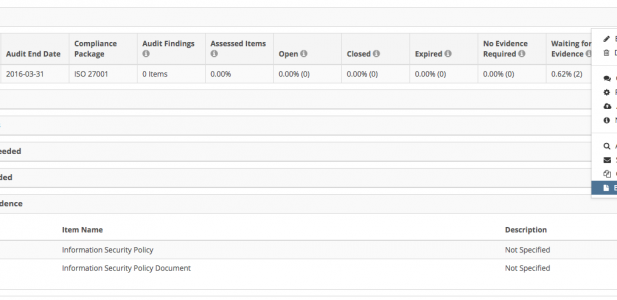 Audit End Date Compliance Package Audit Findings Assessed Items Open Closed Expired No Evidence Required Waiting for Evidence
2016-03-31 ISO 27001 0 Items 0.00% 0.00% (0) 0.00% (0) 0.00% (0) 0.00% (0) 0.62% (2)
eeded
ded
dence
Item Name Description
Information Security Policy Not Specified
Information Security Policy Document Not Specified